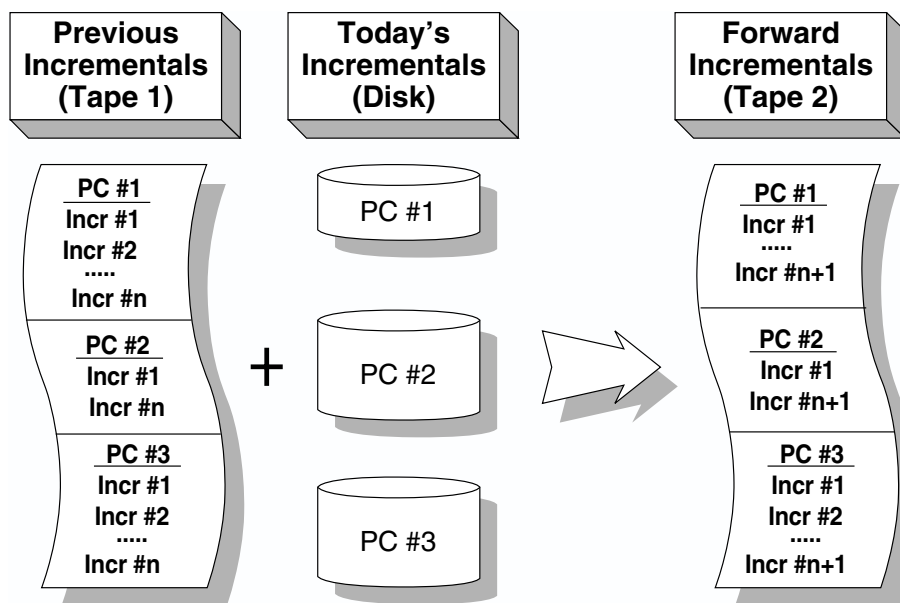 Previous
Incrementals
(Tape 1)
Today's
Incrementals
(Disk)
Forward
Incrementals
(Tape 2)
PC #1
Incr #1
Incr #2
.....
Incr #n
PC #2
Incr #1
Incr #n
PC #3
Incr #1
Incr #2
.....
Incr #n
+
PC #1
PC #2
PC #3
PC #1
Incr #1
.....
Incr #n+1
PC #2
Incr #1
Incr #n+1
PC #3
Incr #1
Incr #2
.....
Incr #n+1